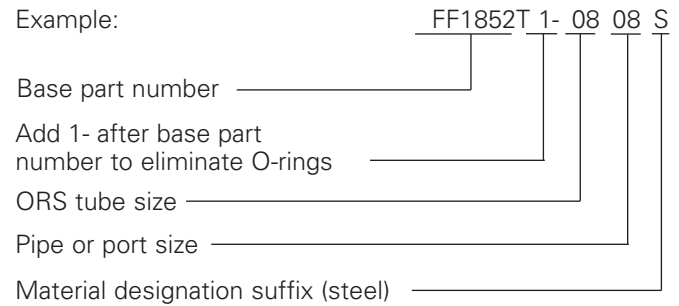 Example: FF1852T 1- 08 08 S
Base part number
Add 1- after base part
number to eliminate O-rings
ORS tube size
Pipe or port size
Material designation suffix (steel)